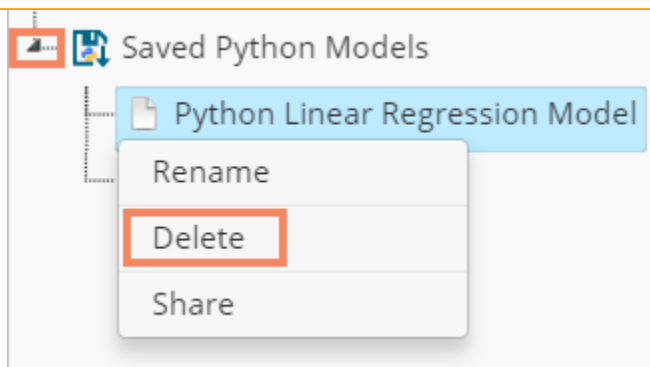 Saved Python Models
Python Linear Regression Model
Rename
Delete
Share